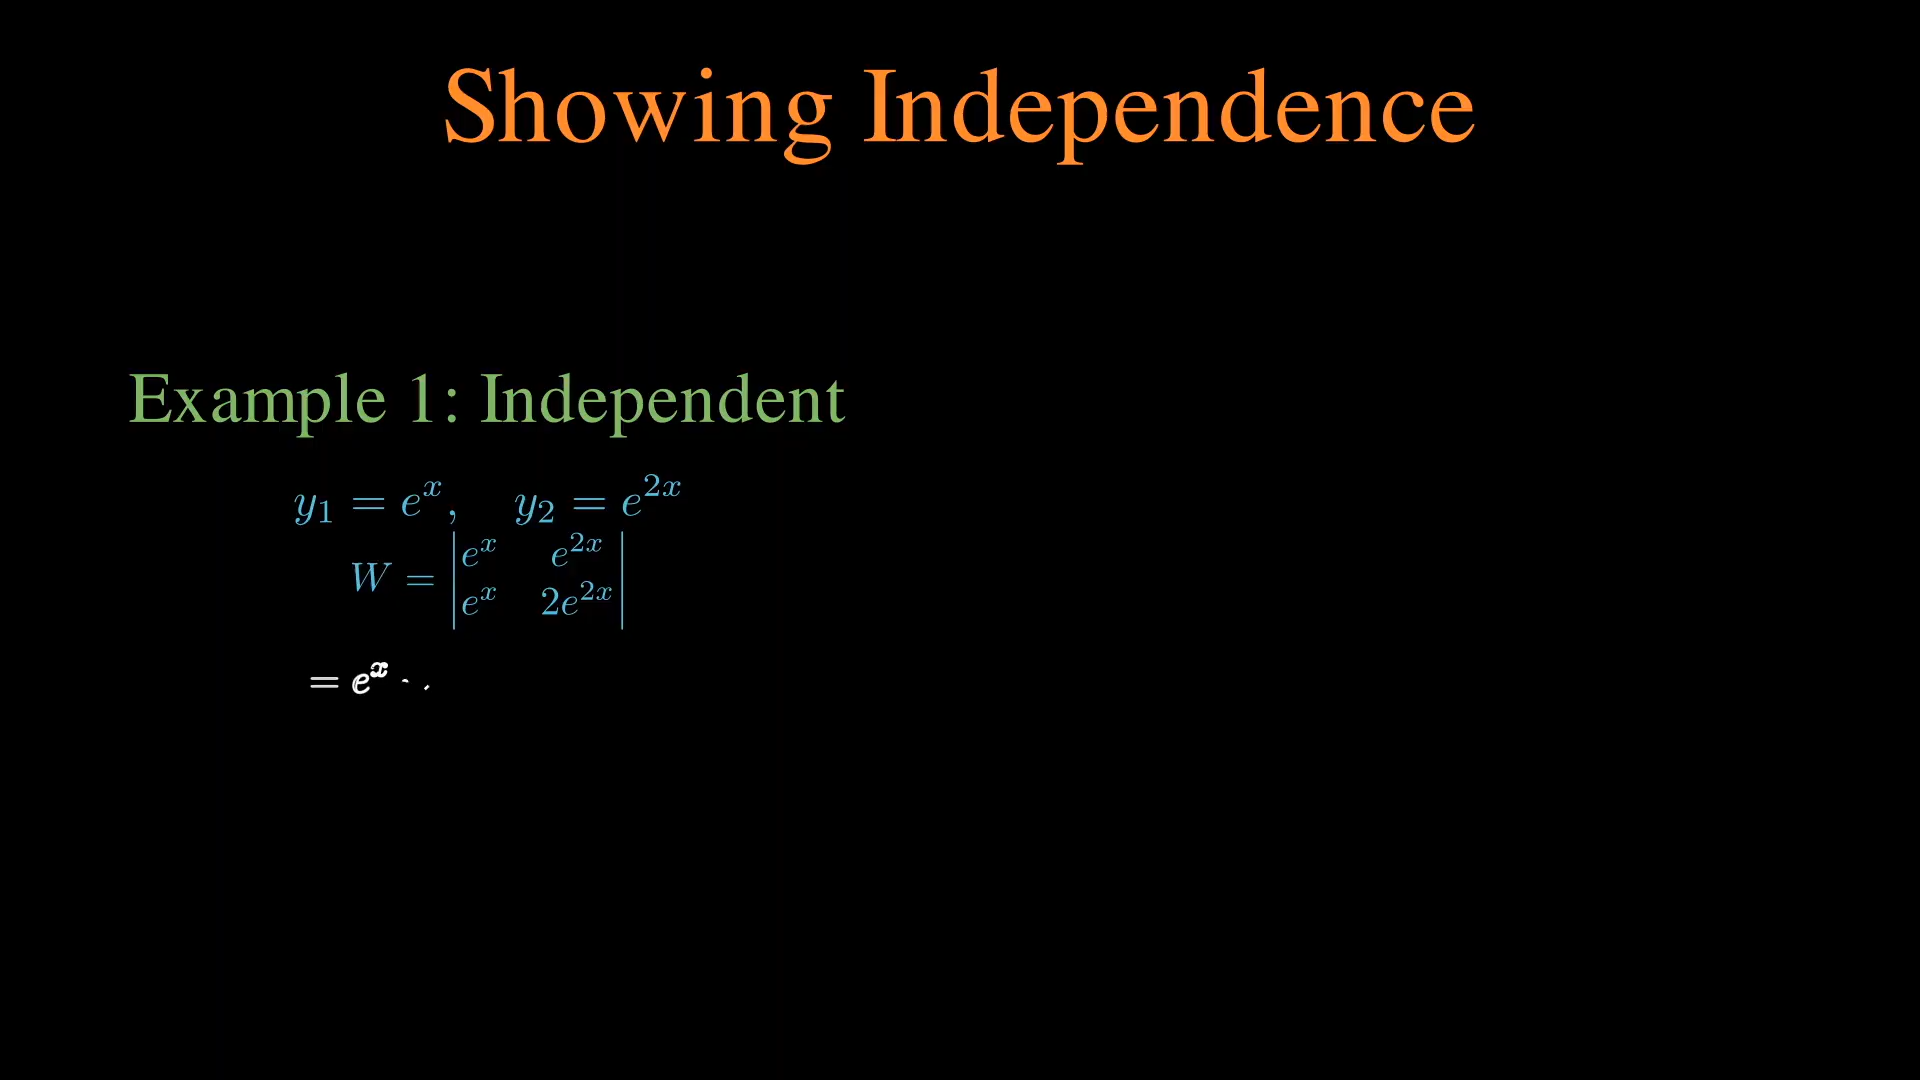 Showing Independence
Example 1: Independent
y₁ = eˣ, y₂ = e²ˣ
W = |eˣ e²ˣ|
|eˣ 2e²ˣ|
= eˣ ·